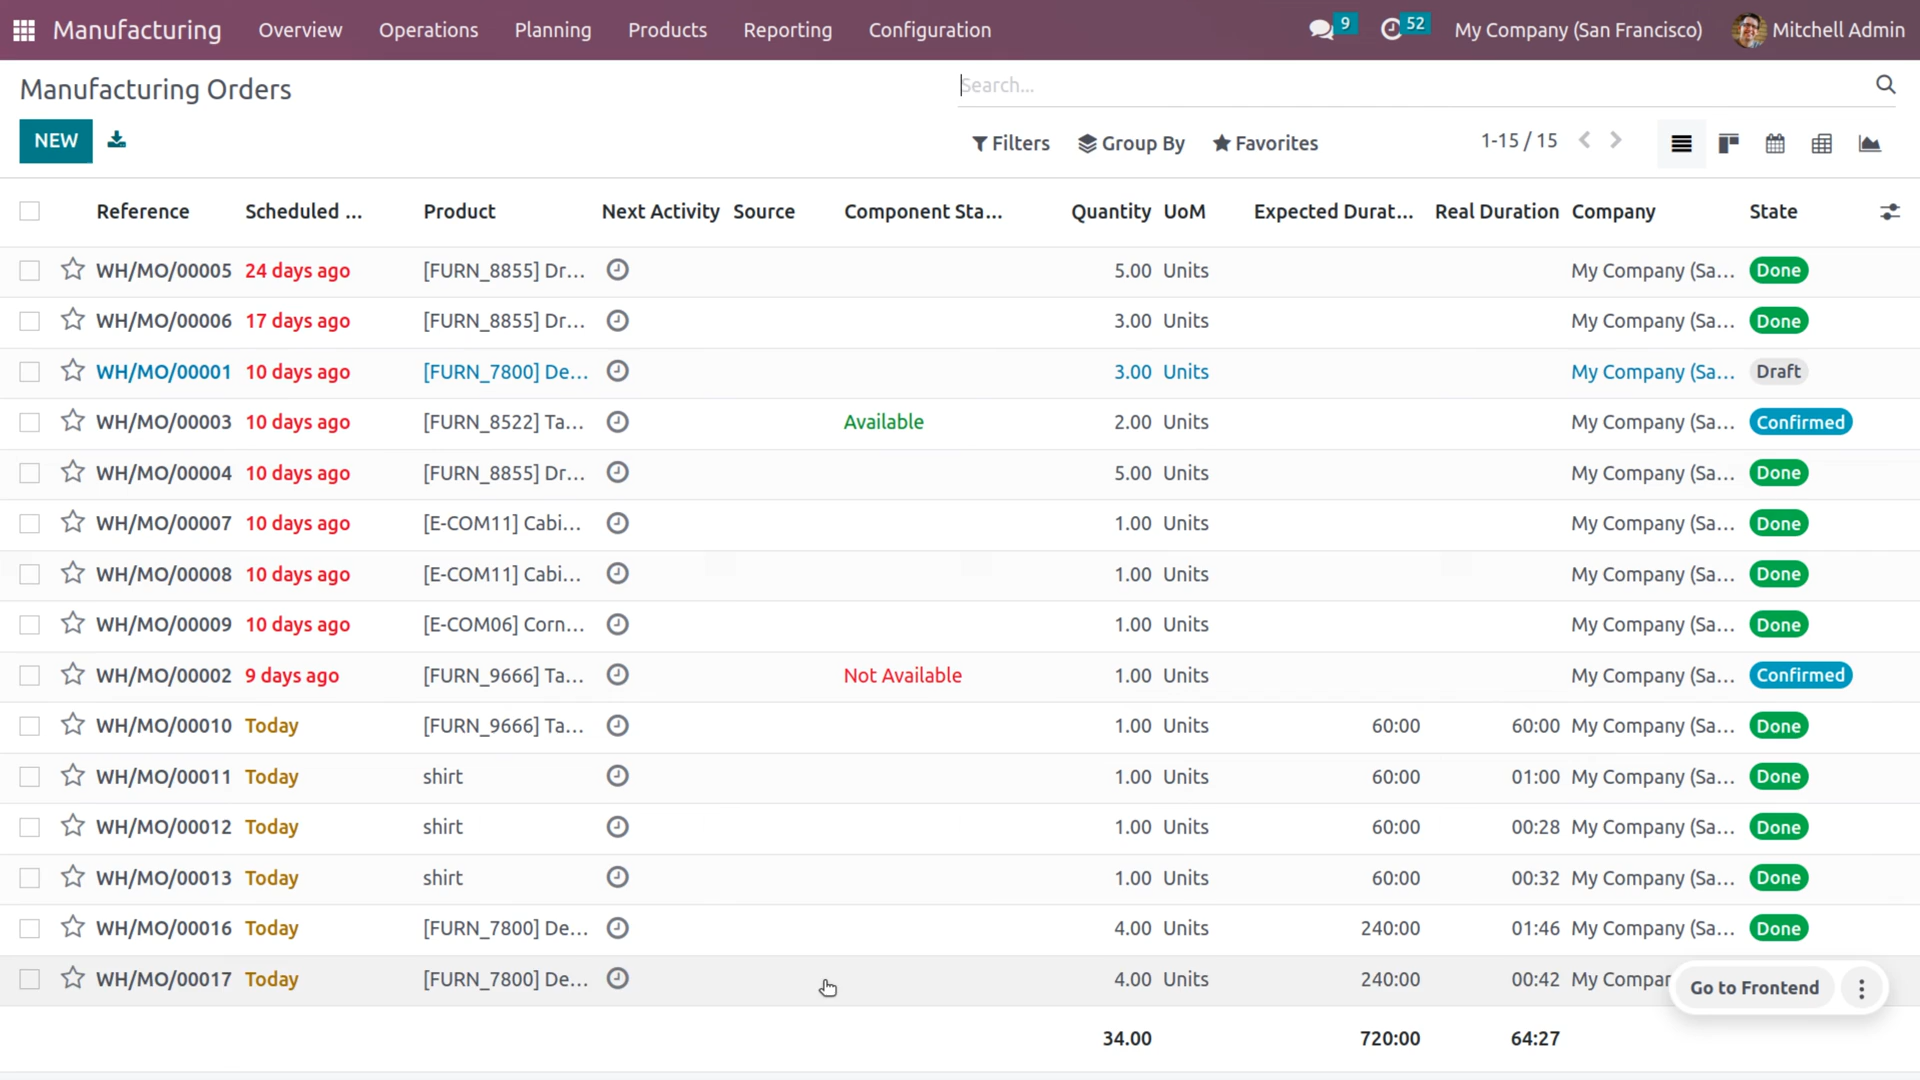 Manufacturing Overview Operations Planning Products Reporting Configuration 9 52 My Company (San Francisco) Mitchell Admin
Manufacturing Orders Search...
NEW Filters Group By Favorites 1-15 / 15
Reference Scheduled ... Product Next Activity Source Component Sta... Quantity UoM Expected Durat... Real Duration Company State
WH/MO/00005 24 days ago [FURN_8855] Dr... 5.00 Units My Company (Sa... Done
WH/MO/00006 17 days ago [FURN_8855] Dr... 3.00 Units My Company (Sa... Done
WH/MO/00001 10 days ago [FURN_7800] De... 3.00 Units My Company (Sa... Draft
WH/MO/00003 10 days ago [FURN_8522] Ta... Available 2.00 Units My Company (Sa... Confirmed
WH/MO/00004 10 days ago [FURN_8855] Dr... 5.00 Units My Company (Sa... Done
WH/MO/00007 10 days ago [E-COM11] Cabi... 1.00 Units My Company (Sa... Done
WH/MO/00008 10 days ago [E-COM11] Cabi... 1.00 Units My Company (Sa... Done
WH/MO/00009 10 days ago [E-COM06] Corn... 1.00 Units My Company (Sa... Done
WH/MO/00002 9 days ago [FURN_9666] Ta... Not Available 1.00 Units My Company (Sa... Confirmed
WH/MO/00010 Today [FURN_9666] Ta... 1.00 Units 60:00 60:00 My Company (Sa... Done
WH/MO/00011 Today shirt 1.00 Units 60:00 01:00 My Company (Sa... Done
WH/MO/00012 Today shirt 1.00 Units 60:00 00:28 My Company (Sa... Done
WH/MO/00013 Today shirt 1.00 Units 60:00 00:32 My Company (Sa... Done
WH/MO/00016 Today [FURN_7800] De... 4.00 Units 240:00 01:46 My Company (Sa... Done
WH/MO/00017 Today [FURN_7800] De... 4.00 Units 240:00 00:42 My Compan Go to Frontend
34.00 720:00 64:27